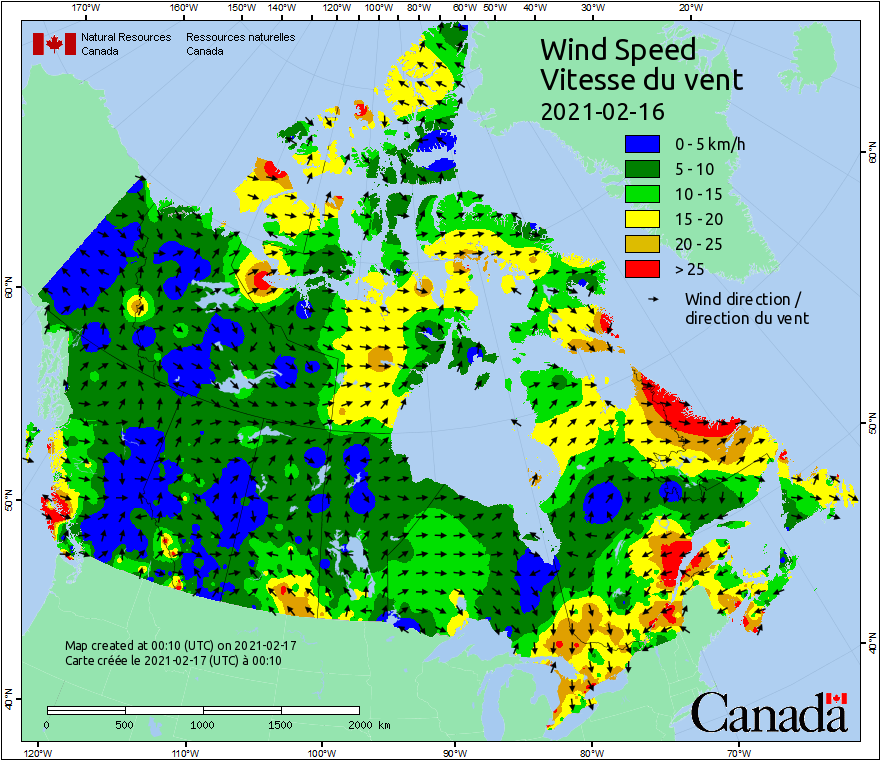 170°W 160°W 150°W 140°W 130°W 120°W 110°W 100°W 90°W 80°W 70°W 60°W 50°W 40°W 30°W 20°W
Natural Resources Canada
Ressources naturelles Canada
Wind Speed
Vitesse du vent
2021-02-16
0 - 5 km/h
5 - 10
10 - 15
15 - 20
20 - 25
> 25
Wind direction /
direction du vent
60°N
60°N
50°N
50°N
40°N
40°N
Map created at 00:10 (UTC) on 2021-02-17
Carte créée le 2021-02-17 (UTC) à 00:10
0 500 1000 1500 2000 km
Canada
120°W 110°W 100°W 90°W 80°W 70°W